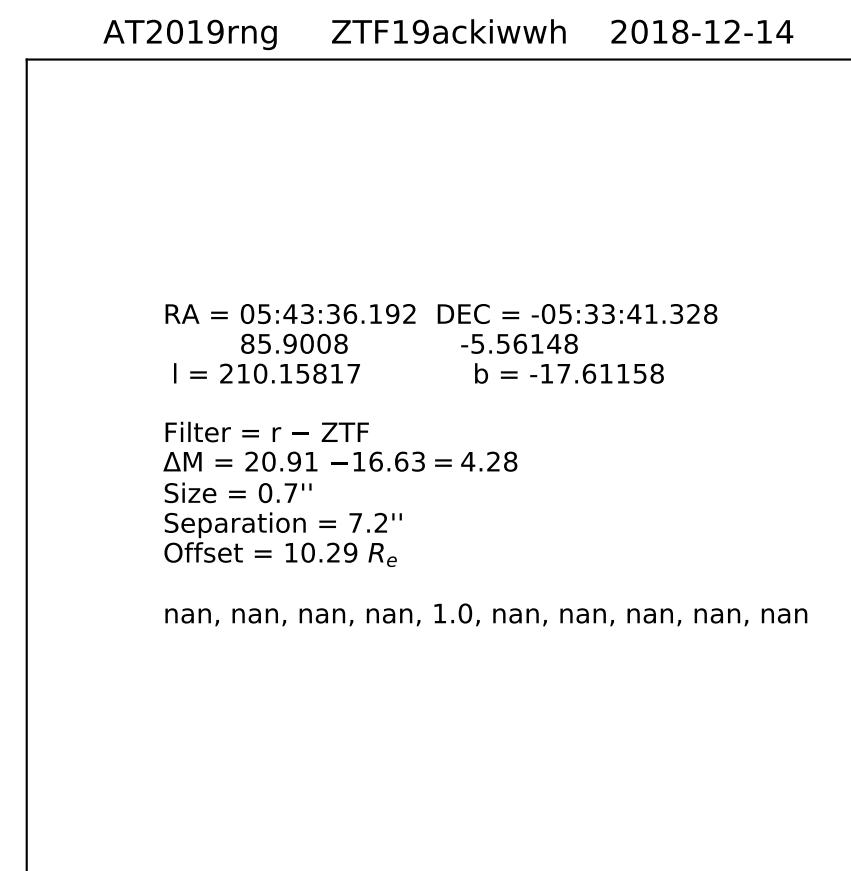 AT2019rng ZTF19ackiwwh 2018-12-14
RA = 05:43:36.192 DEC = -05:33:41.328
85.9008 -5.56148
l = 210.15817 b = -17.61158
Filter = r − ZTF
ΔM = 20.91 −16.63 = 4.28
Size = 0.7''
Separation = 7.2''
Offset = 10.29 Rₑ
nan, nan, nan, nan, 1.0, nan, nan, nan, nan, nan